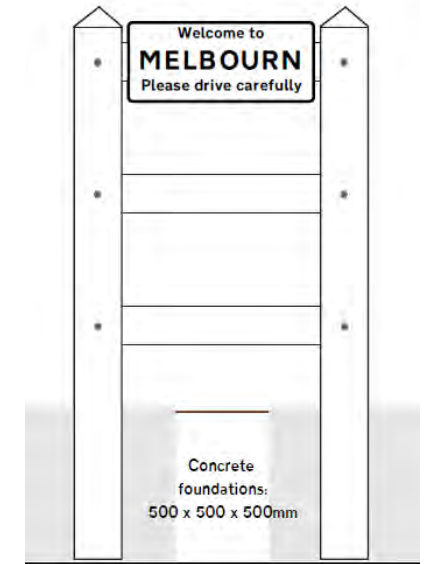 Welcome to
MELBOURN
Please drive carefully
Concrete
foundations:
500 x 500 x 500mm